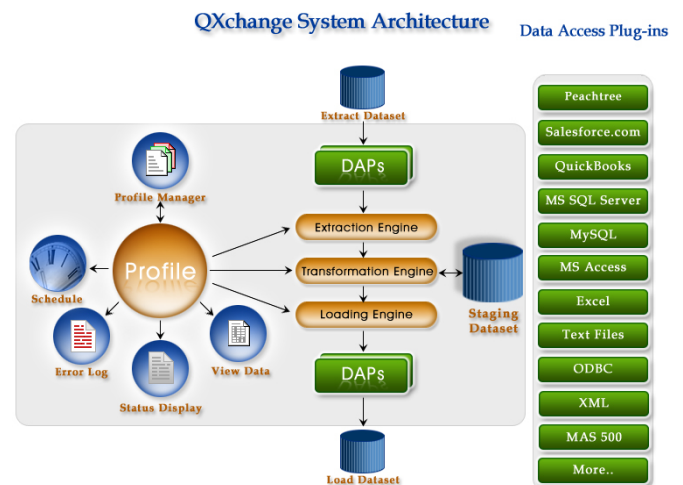 QXchange System Architecture
Data Access Plug-ins
Extract Dataset
DAPs
Profile Manager
Extraction Engine
Profile
Transformation Engine
Schedule
Loading Engine
Staging
Dataset
Error Log
View Data
Status Display
DAPs
Load Dataset
Peachtree
Salesforce.com
QuickBooks
MS SQL Server
MySQL
MS Access
Excel
Text Files
ODBC
XML
MAS 500
More..